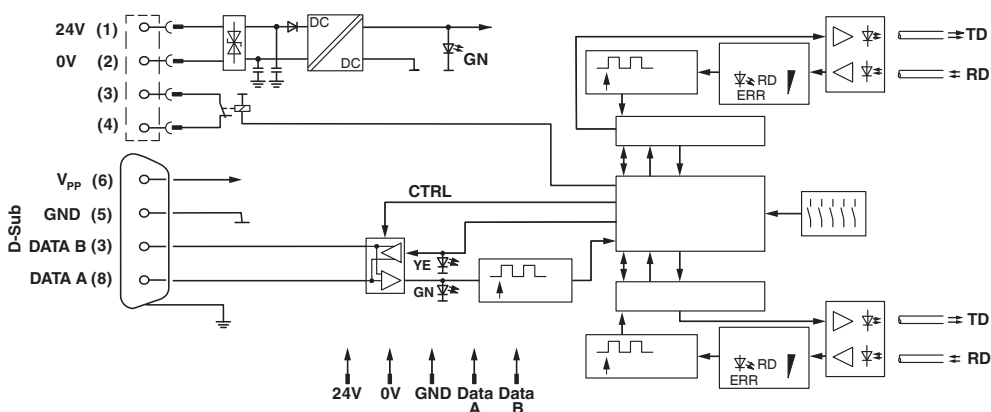 24V (1)
0V (2)
(3)
(4)
DC
DC
GN
D-Sub
VPP (6)
GND (5)
DATA B (3)
DATA A (8)
CTRL
YE
GN
RD
ERR
TD
RD
RD
ERR
TD
RD
24V 0V GND Data A Data B